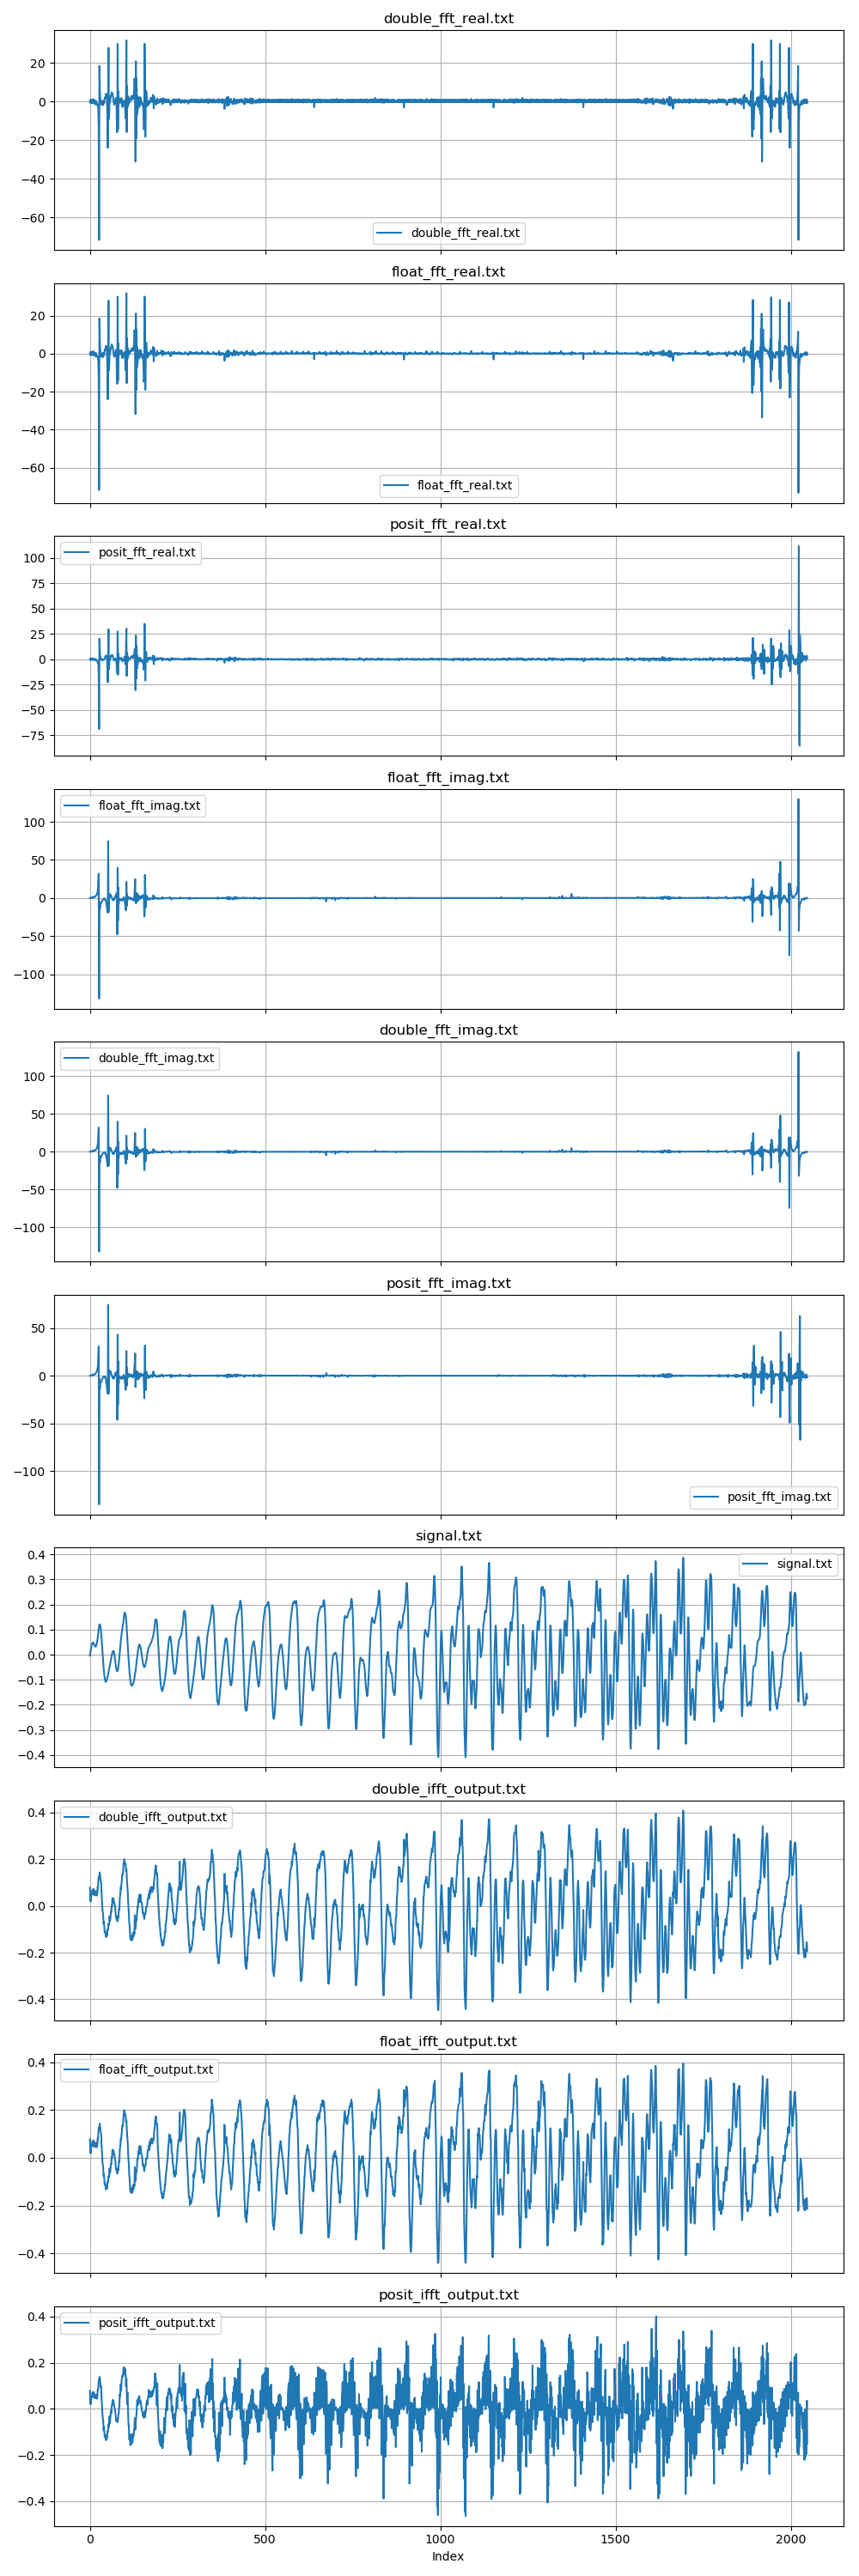 double_fft_real.txt
20
0
−20
−40
−60
double_fft_real.txt
float_fft_real.txt
20
0
−20
−40
−60
float_fft_real.txt
posit_fft_real.txt
posit_fft_real.txt
100
75
50
25
0
−25
−50
−75
float_fft_imag.txt
float_fft_imag.txt
100
50
0
−50
−100
double_fft_imag.txt
double_fft_imag.txt
100
50
0
−50
−100
posit_fft_imag.txt
50
0
−50
−100
posit_fft_imag.txt
signal.txt
signal.txt
0.4
0.3
0.2
0.1
0.0
−0.1
−0.2
−0.3
−0.4
double_ifft_output.txt
double_ifft_output.txt
0.4
0.2
0.0
−0.2
−0.4
float_ifft_output.txt
float_ifft_output.txt
0.4
0.2
0.0
−0.2
−0.4
posit_ifft_output.txt
posit_ifft_output.txt
0.4
0.2
0.0
−0.2
−0.4
0 500 1000 1500 2000
Index